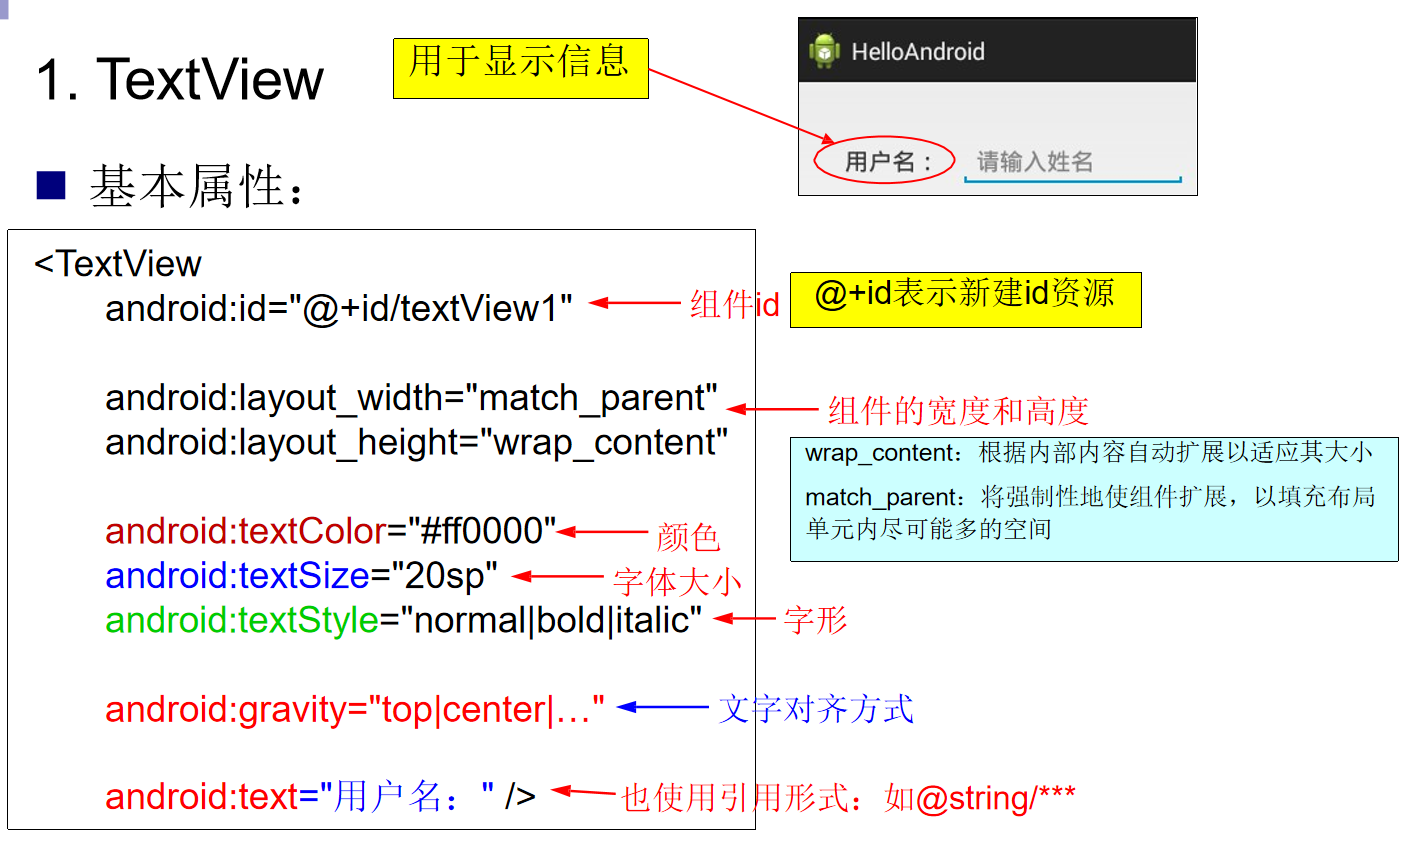 1. TextView
用于显示信息
HelloAndroid
用户名：
请输入姓名
基本属性：
<TextView
android:id="@+id/textView1"
组件id
@+id表示新建id资源
android:layout_width="match_parent"
组件的宽度和高度
android:layout_height="wrap_content"
wrap_content：根据内部内容自动扩展以适应其大小
match_parent：将强制性地使组件扩展，以填充布局
单元内尽可能多的空间
android:textColor="#ff0000"
颜色
android:textSize="20sp"
字体大小
android:textStyle="normal|bold|italic"
字形
android:gravity="top|center|…"
文字对齐方式
android:text="用户名：" />
也使用引用形式：如@string/***